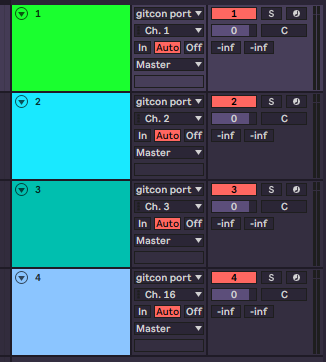 1 gitcon port 1 S
Ch. 1 0 C
In Auto Off -inf -inf
Master
2 gitcon port 2 S
Ch. 2 0 C
In Auto Off -inf -inf
Master
3 gitcon port 3 S
Ch. 3 0 C
In Auto Off -inf -inf
Master
4 gitcon port 4 S
Ch. 16 0 C
In Auto Off -inf -inf
Master